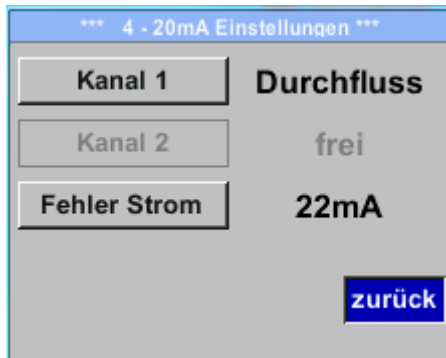 *** 4 - 20mA Einstellungen ***
Kanal 1 Durchfluss
Kanal 2 frei
Fehler Strom 22mA
zurück